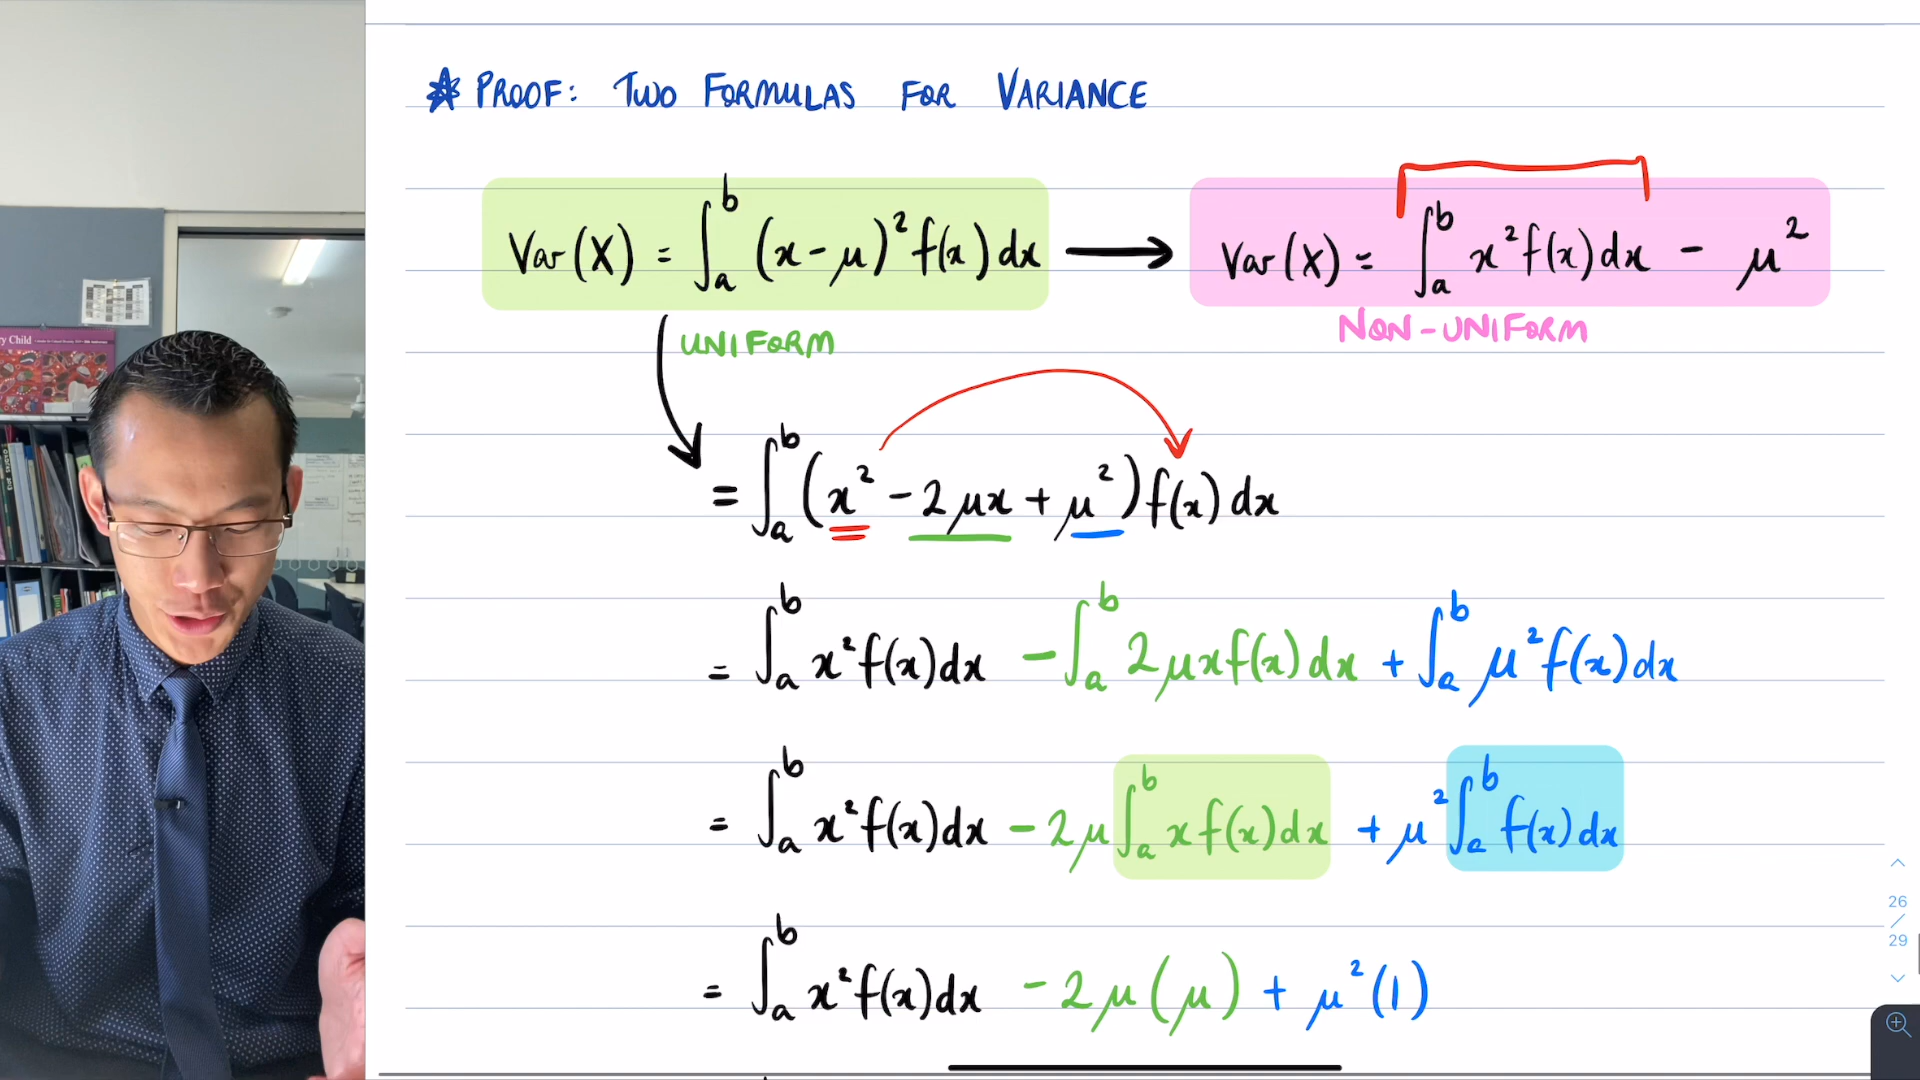 * PROOF: TWO FORMULAS FOR VARIANCE
Var(X) = ∫ₐᵇ (x-μ)² f(x) dx → Var(X) = ∫ₐᵇ x² f(x) dx - μ²
UNIFORM
NON-UNIFORM
= ∫ₐᵇ (x² - 2μx + μ²) f(x) dx
= ∫ₐᵇ x² f(x) dx - ∫ₐᵇ 2μx f(x) dx + ∫ₐᵇ μ² f(x) dx
= ∫ₐᵇ x² f(x) dx - 2μ ∫ₐᵇ x f(x) dx + μ² ∫ₐᵇ f(x) dx
= ∫ₐᵇ x² f(x) dx - 2μ(μ) + μ²(1)
ry Child
26
/
29